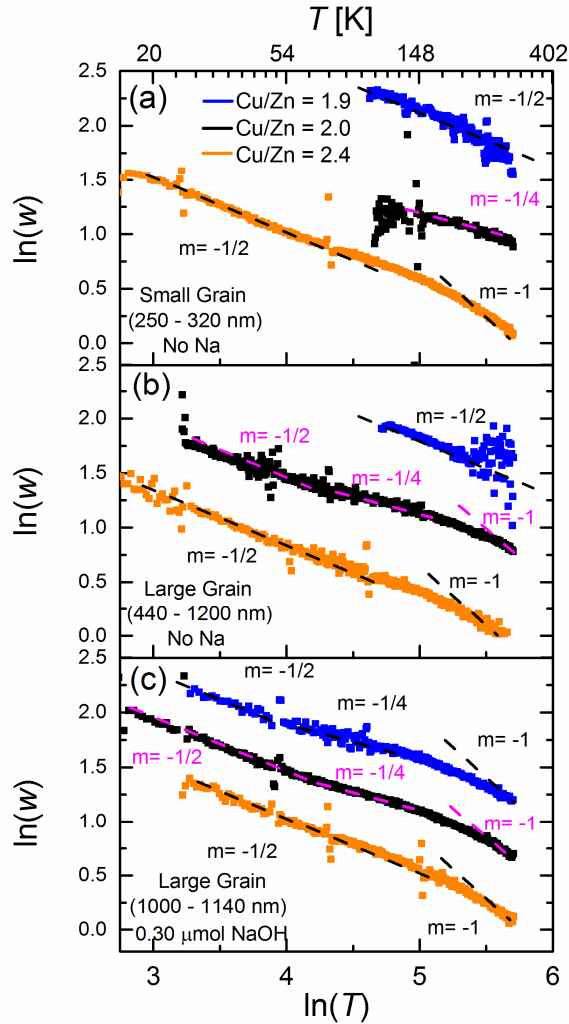 T [K]
20 54 148 402
(a)
Cu/Zn = 1.9
Cu/Zn = 2.0
Cu/Zn = 2.4
m= -1/2
m= -1/4
m= -1/2
m= -1
Small Grain
(250 - 320 nm)
No Na
2.5
2.0
1.5
1.0
0.5
0.0
ln(w)
(b)
m= -1/2
m= -1/2
m= -1/4
m= -1
m= -1/2
m= -1
Large Grain
(440 - 1200 nm)
No Na
2.5
2.0
1.5
1.0
0.5
0.0
ln(w)
(c)
m= -1/2
m= -1/4
m= -1
m= -1/2
m= -1/4
m= -1
m= -1/2
m= -1
Large Grain
(1000 - 1140 nm)
0.30 μmol NaOH
2.5
2.0
1.5
1.0
0.5
0.0
ln(w)
3 4 5 6
ln(T)